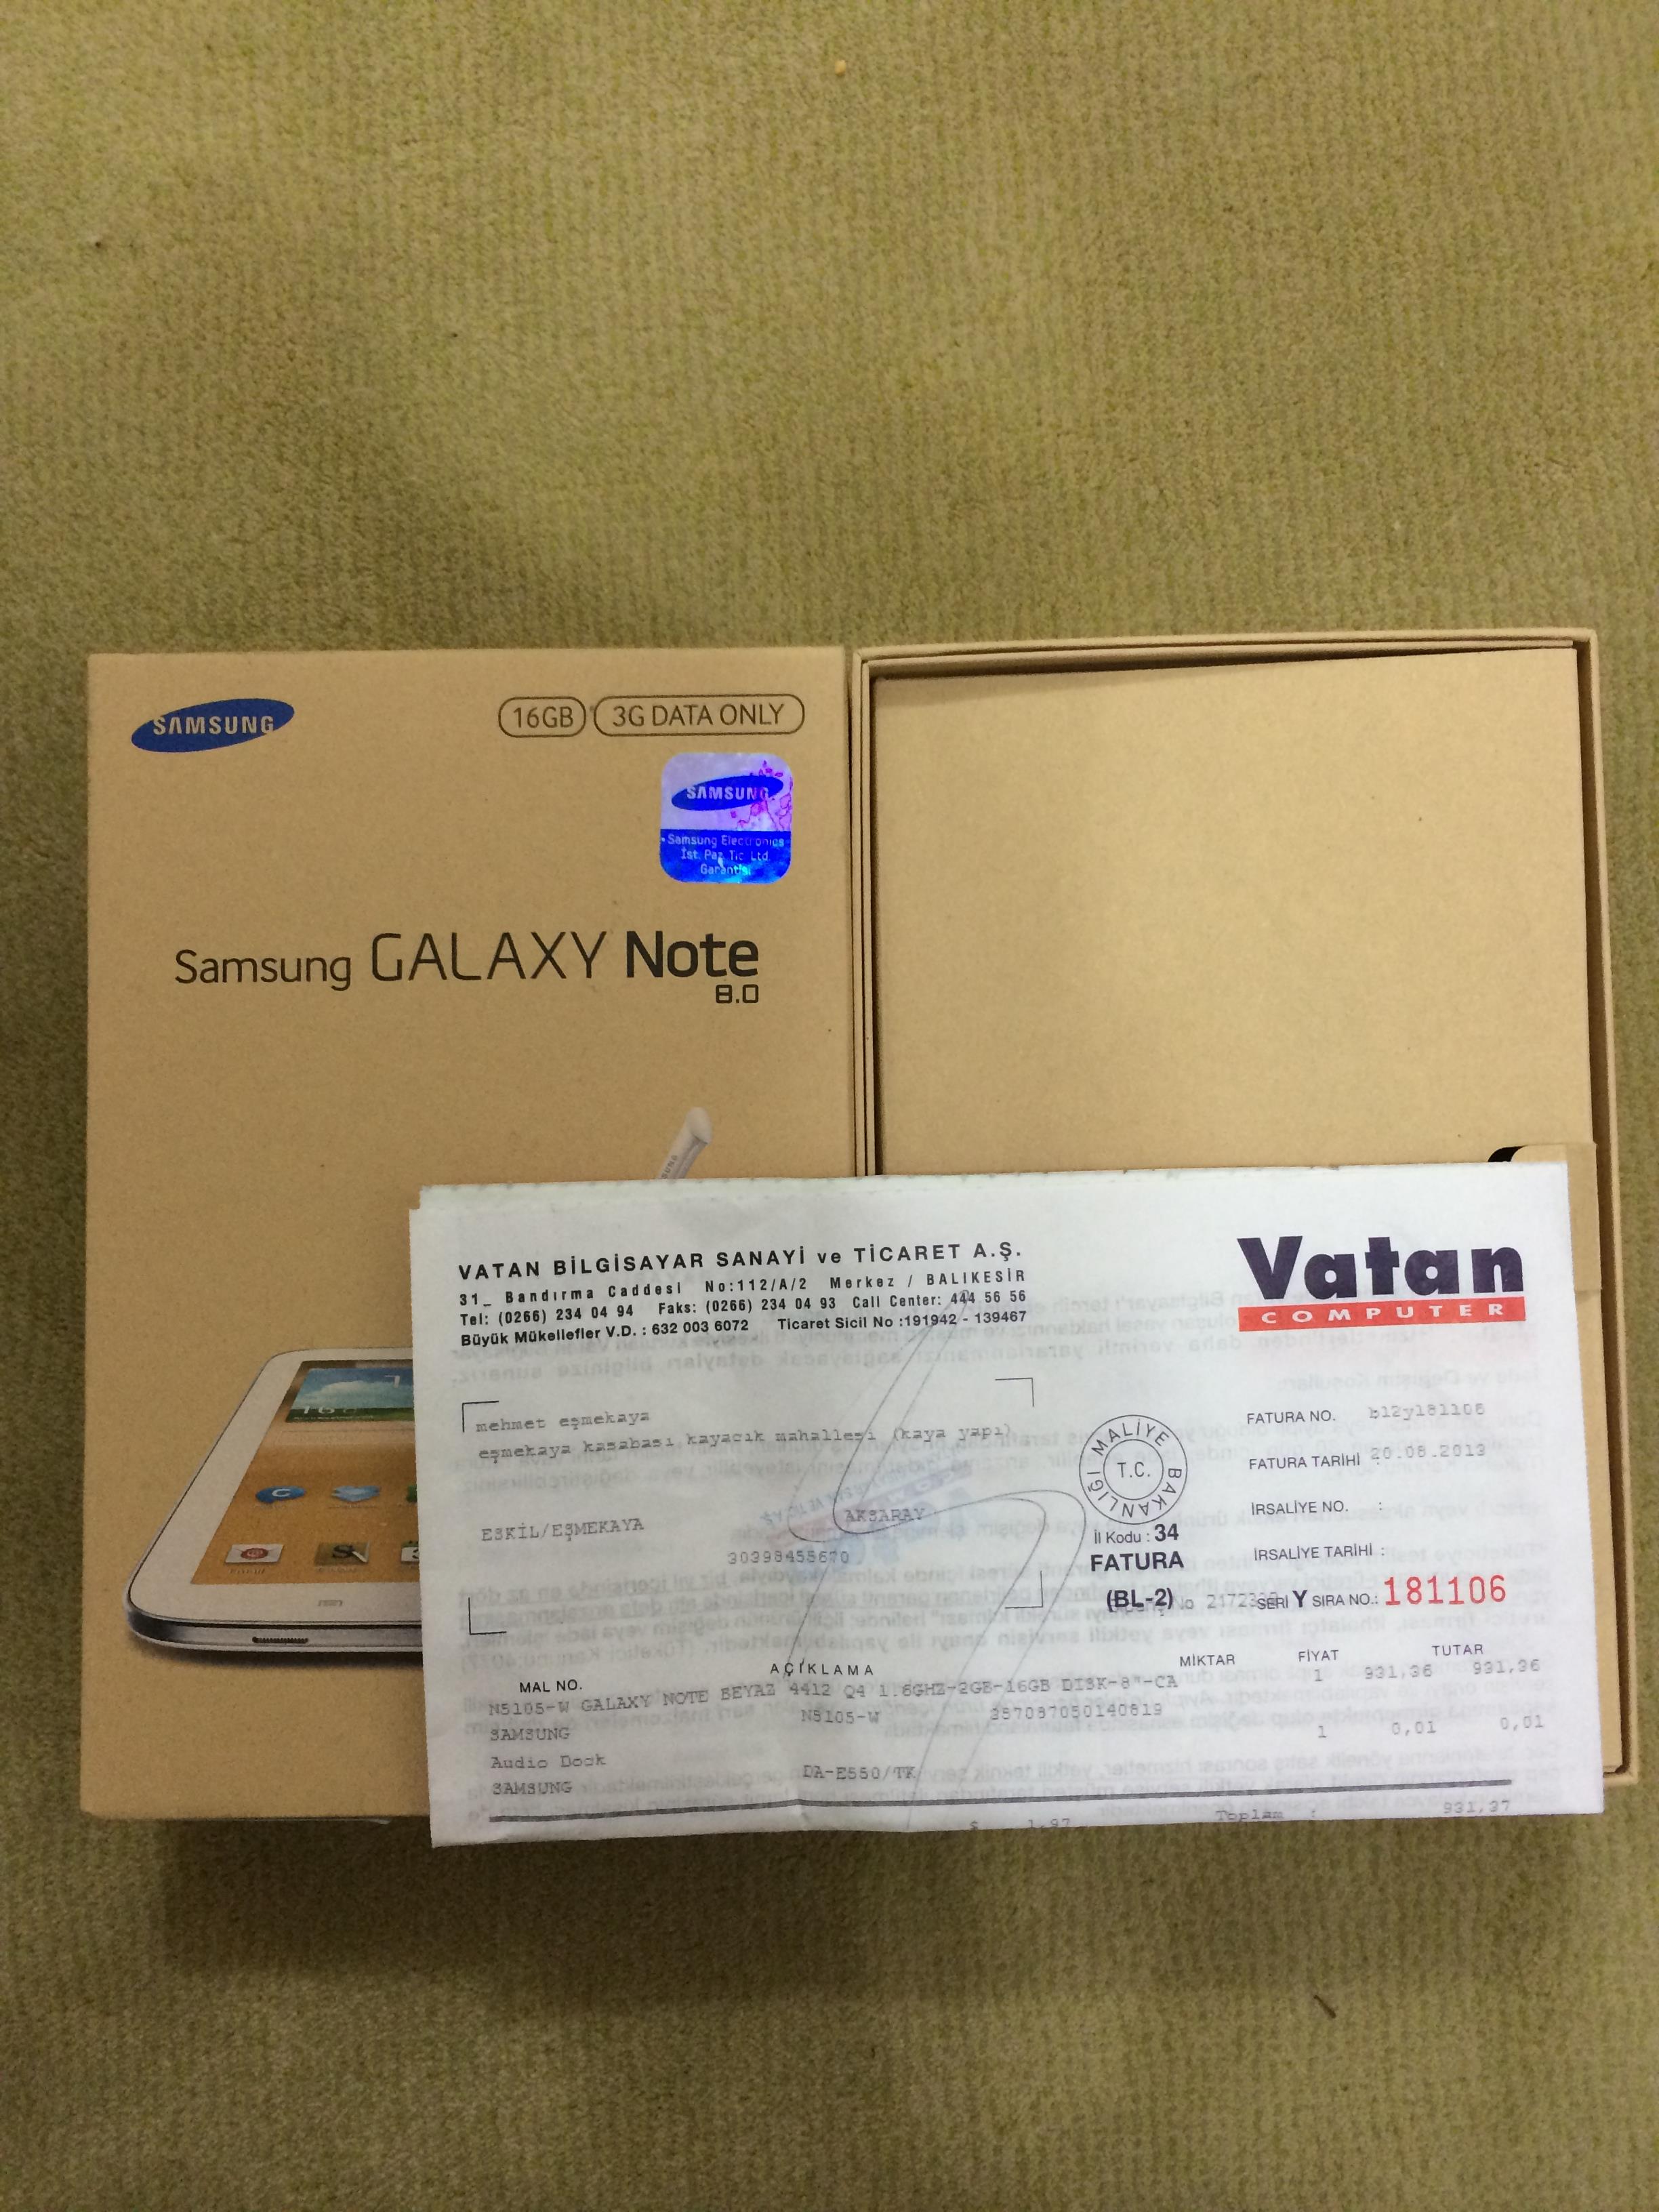 SAMSUNG
16GB 3G DATA ONLY
SAMSUNG
Samsung Electronics
İst. Paz. Tic. Ltd.
Garantisi
Samsung GALAXY Note
8.0
VATAN BİLGİSAYAR SANAYİ ve TİCARET A.Ş.
31_ Bandırma Caddesi No:112/A/2 Merkez / BALIKESİR
Tel: (0266) 234 04 94 Faks: (0266) 234 04 93 Call Center: 444 56 56
Büyük Mükellefler V.D. : 632 003 6072 Ticaret Sicil No :191942 - 139467
Vatan
COMPUTER
mehmet eşmekaya
eşmekaya kasabası kayacık mahallesi (kaya yapı)
AKSARAY
ESKİL/EŞMEKAYA
30398455670
T.C.
MALİYE BAKANLIĞI
İl Kodu : 34
FATURA
(BL-2)
FATURA NO. b12y181106
FATURA TARİHİ : 20.08.2013
İRSALİYE NO. :
İRSALİYE TARİHİ :
SERİ Y SIRA NO.: 181106
MAL NO. AÇIKLAMA MİKTAR FİYAT TUTAR
N5105-W GALAXY NOTE BEYAZ 4412 Q4 1.6GHZ-2GB-16GB DISK-8"-CA 1 931,36 931,36
SAMSUNG N5105-W 357087050140819
Audio Dock 1 0,01 0,01
SAMSUNG DA-E550/TK
$ 1,97 Toplam : 931,37